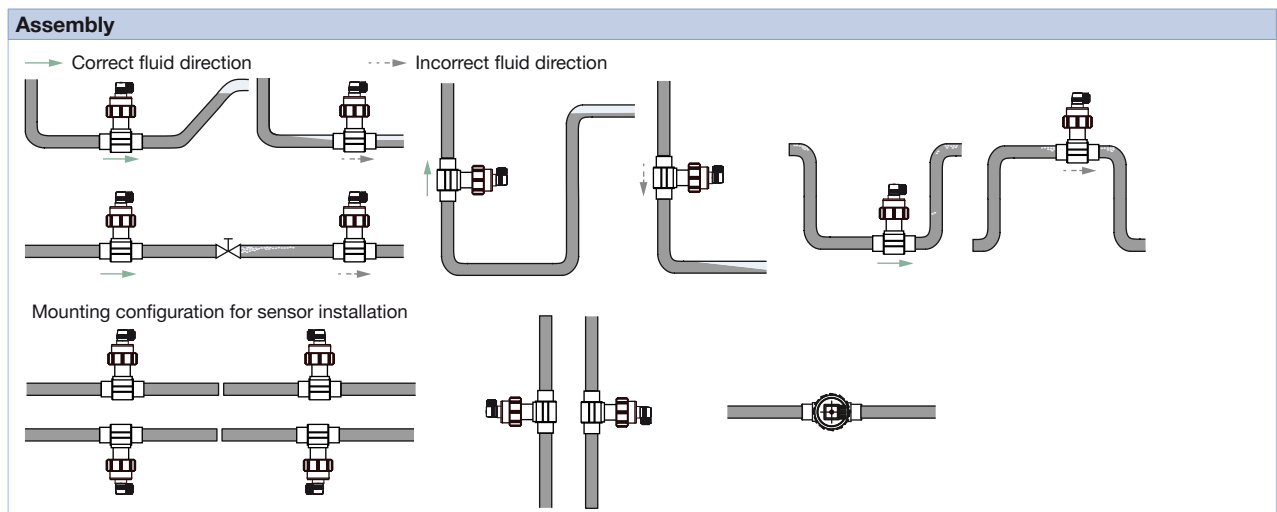 Assembly
Correct fluid direction
Incorrect fluid direction
Mounting configuration for sensor installation